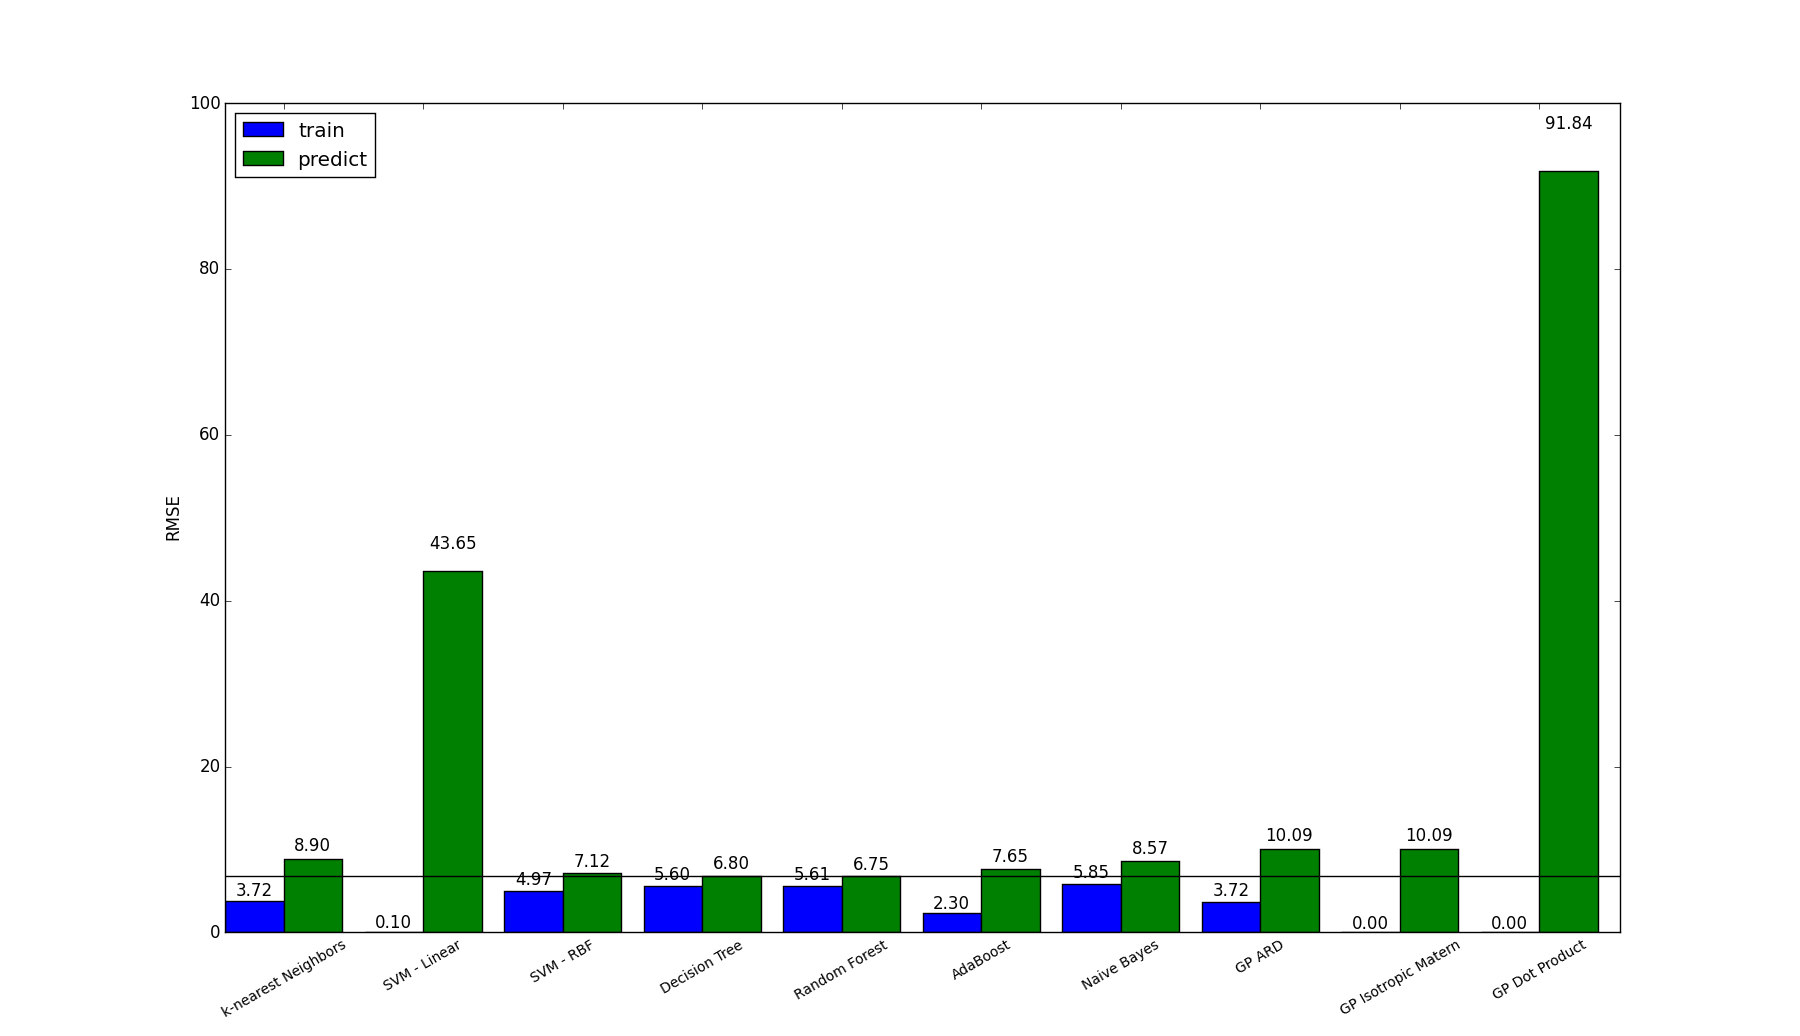 100
80
60
40
20
0
RMSE
train
predict
3.72
8.90
0.10
43.65
4.97
7.12
5.60
6.80
5.61
6.75
2.30
7.65
5.85
8.57
3.72
10.09
0.00
10.09
0.00
91.84
k-nearest Neighbors
SVM - Linear
SVM - RBF
Decision Tree
Random Forest
AdaBoost
Naive Bayes
GP ARD
GP Isotropic Matern
GP Dot Product